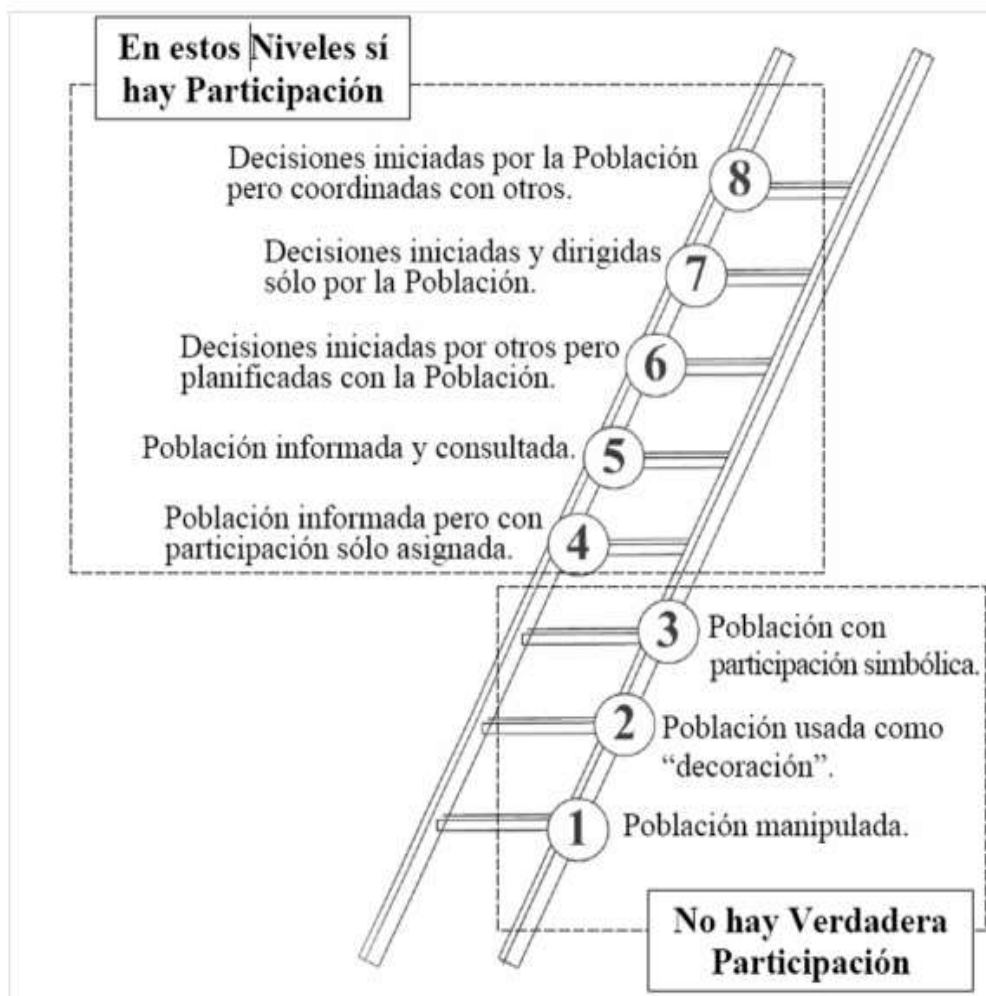 En estos Niveles sí
hay Participación
Decisiones iniciadas por la Población
pero coordinadas con otros.
8
Decisiones iniciadas y dirigidas
sólo por la Población.
7
Decisiones iniciadas por otros pero
planificadas con la Población.
6
Población informada y consultada.
5
Población informada pero con
participación sólo asignada.
4
3
Población con
participación simbólica.
2
Población usada como
“decoración”.
1
Población manipulada.
No hay Verdadera
Participación